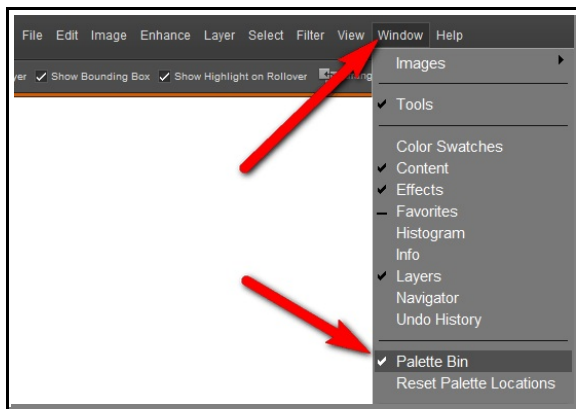 File Edit Image Enhance Layer Select Filter View Window Help
Show Bounding Box Show Highlight on Rollover
Images
Tools
Color Swatches
Content
Effects
Favorites
Histogram
Info
Layers
Navigator
Undo History
Palette Bin
Reset Palette Locations